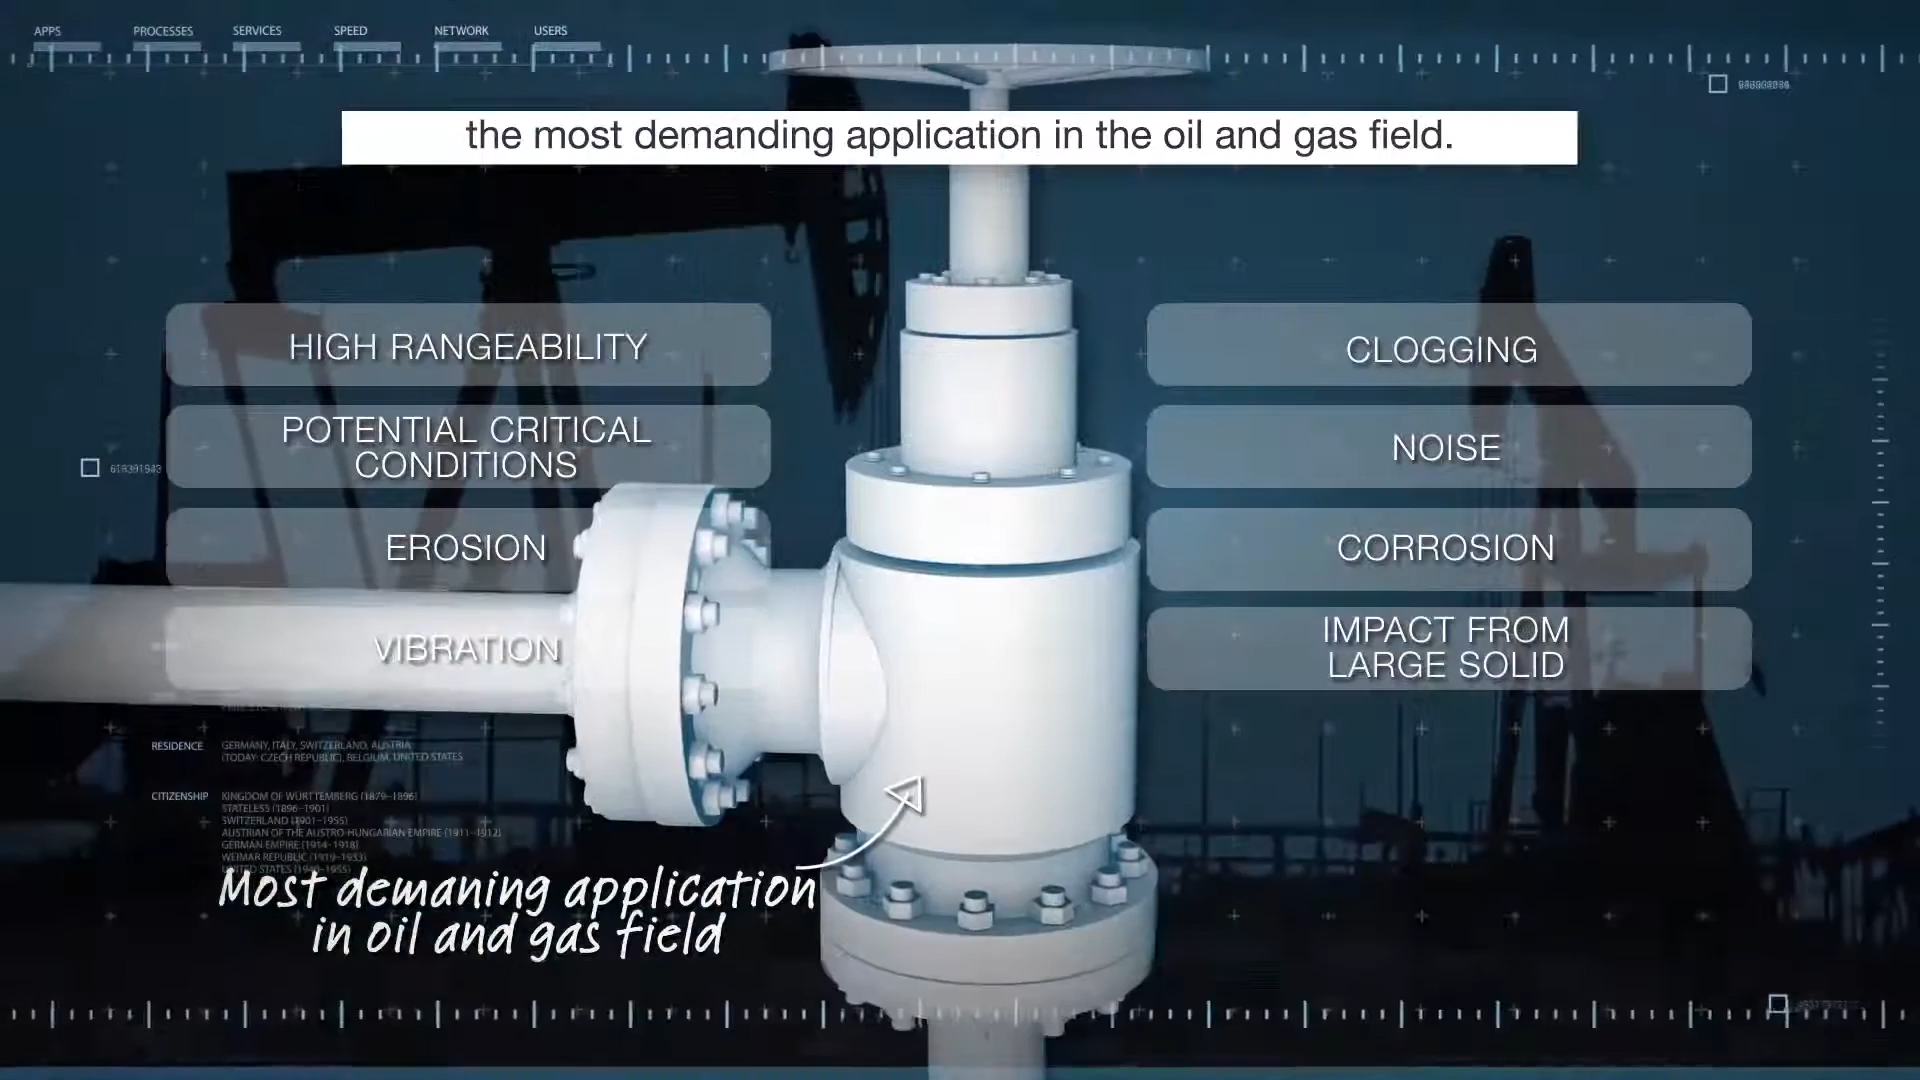 APPS PROCESSES SERVICES SPEED NETWORK USERS
the most demanding application in the oil and gas field.
HIGH RANGEABILITY
POTENTIAL CRITICAL
CONDITIONS
EROSION
VIBRATION
CLOGGING
NOISE
CORROSION
IMPACT FROM
LARGE SOLID
RESIDENCE GERMANY, ITALY, SWITZERLAND, AUSTRIA
(TODAY: CZECH REPUBLIC), BELGIUM, UNITED STATES
CITIZENSHIP KINGDOM OF WÜRTTEMBERG (1879–1896)
STATELESS (1896–1901)
SWITZERLAND (1901–1955)
AUSTRIAN OF THE AUSTRO-HUNGARIAN EMPIRE (1911–1912)
GERMAN EMPIRE (1914–1918)
WEIMAR REPUBLIC (1919–1933)
UNITED STATES (1940–1955)
Most demaning application
in oil and gas field